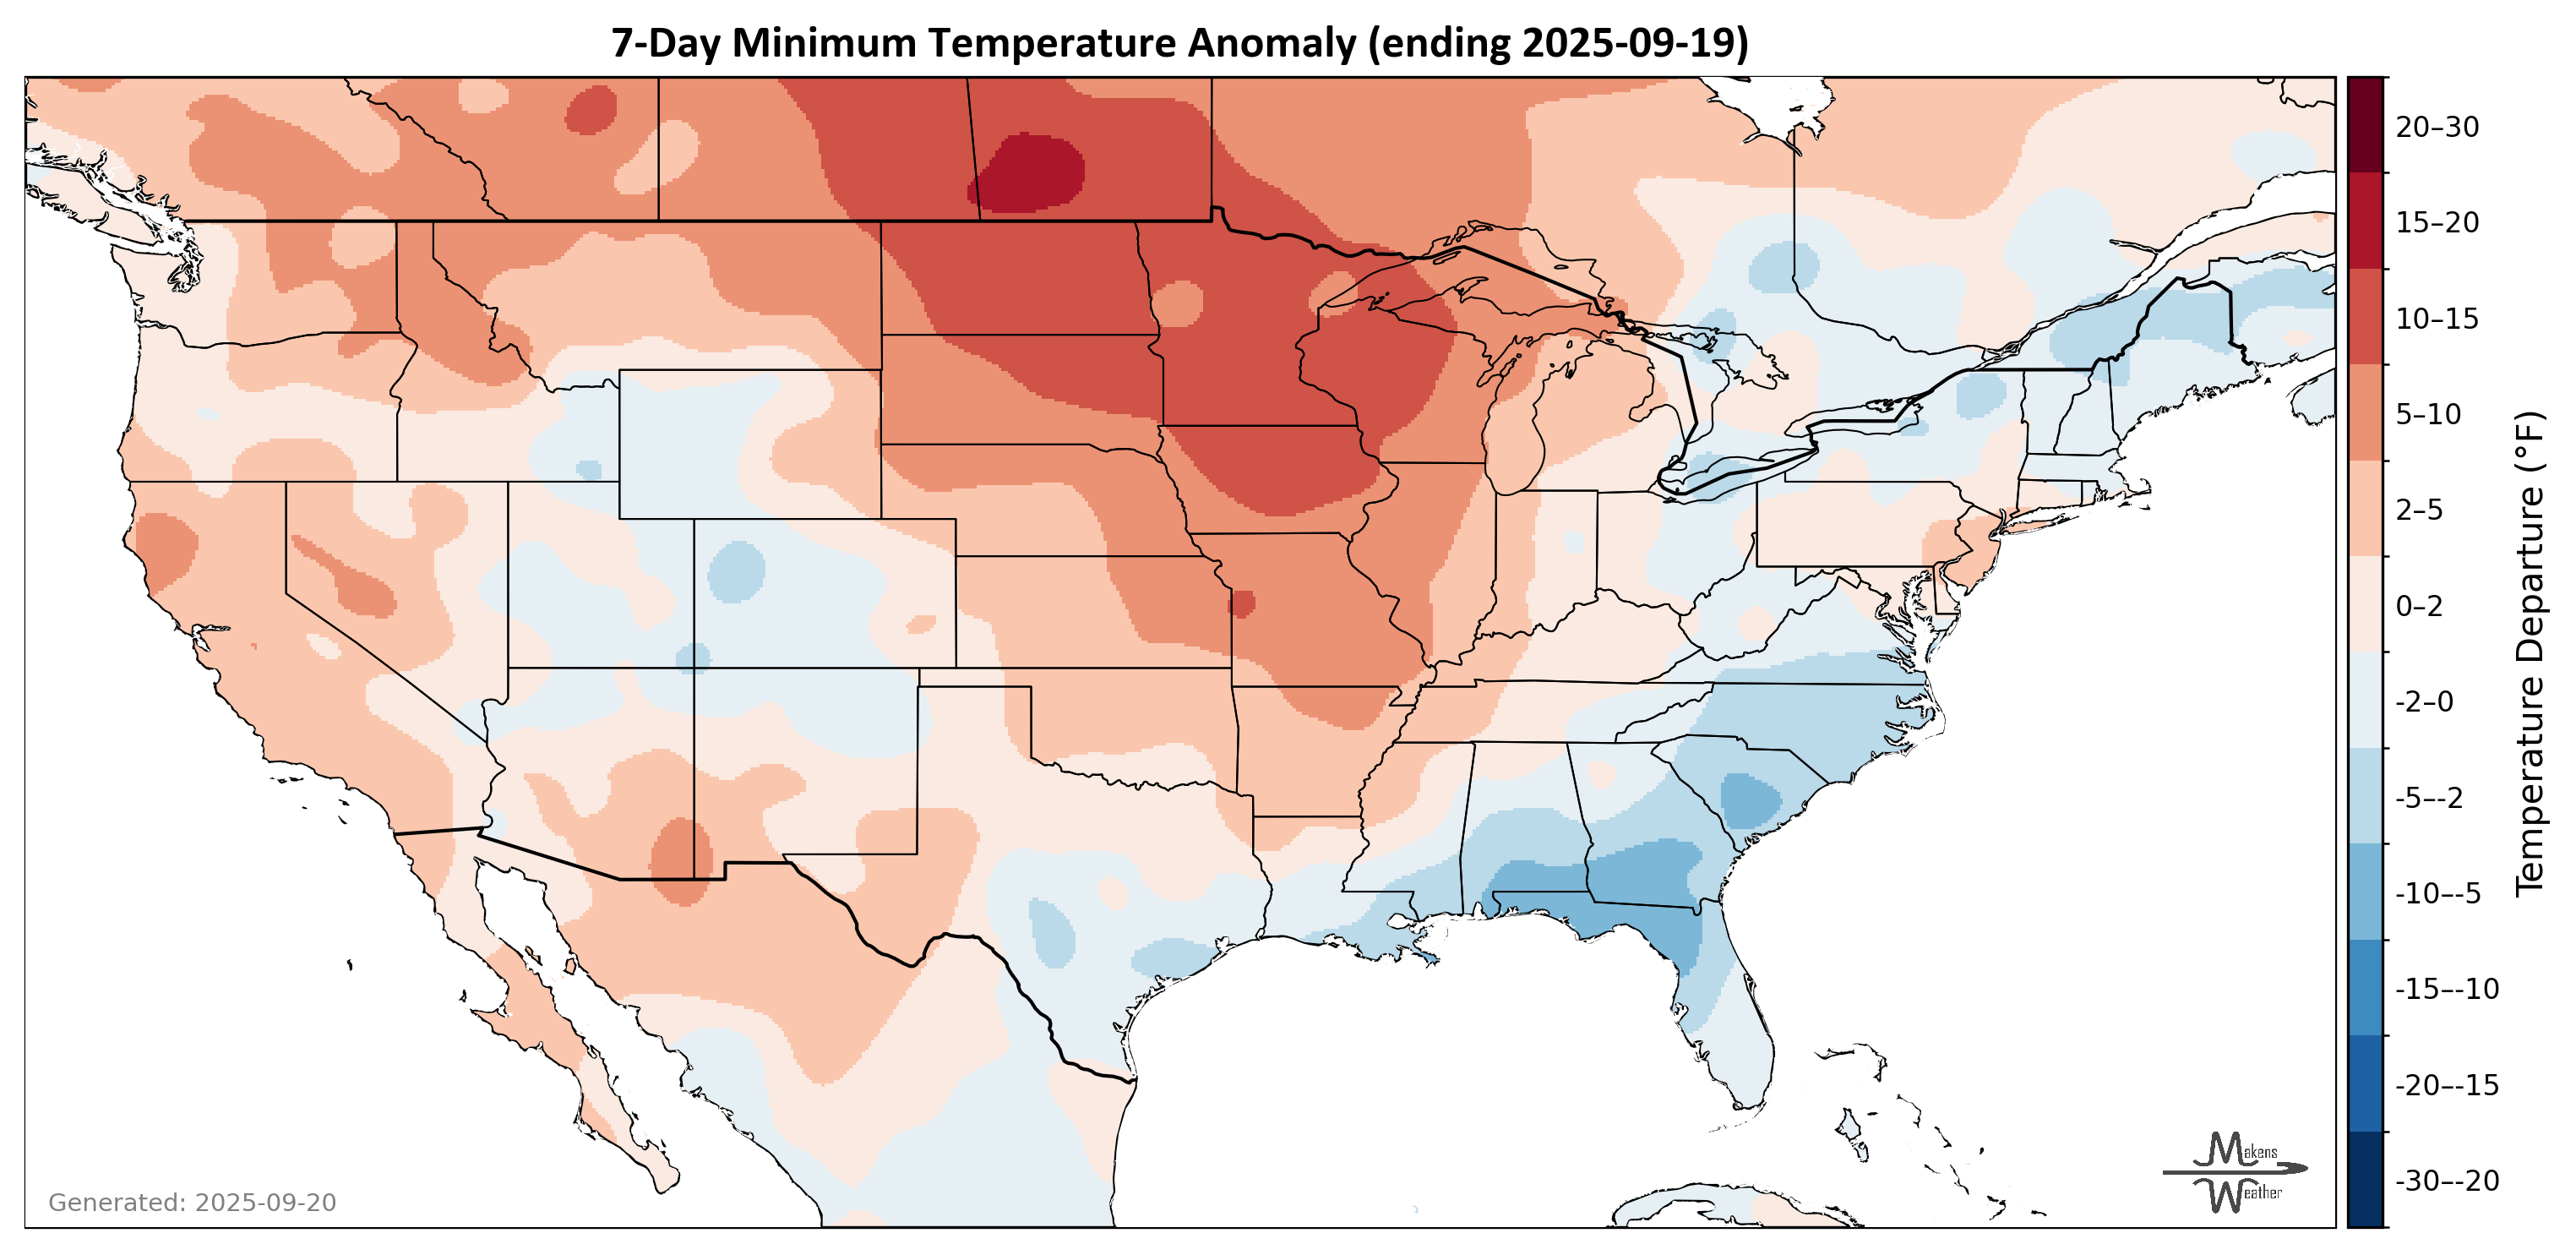 7-Day Minimum Temperature Anomaly (ending 2025-09-19)
20–30
15–20
10–15
5–10
2–5
0–2
-2–0
-5–-2
-10–-5
-15–-10
-20–-15
-30–-20
Temperature Departure (°F)
Makens
Weather
Generated: 2025-09-20